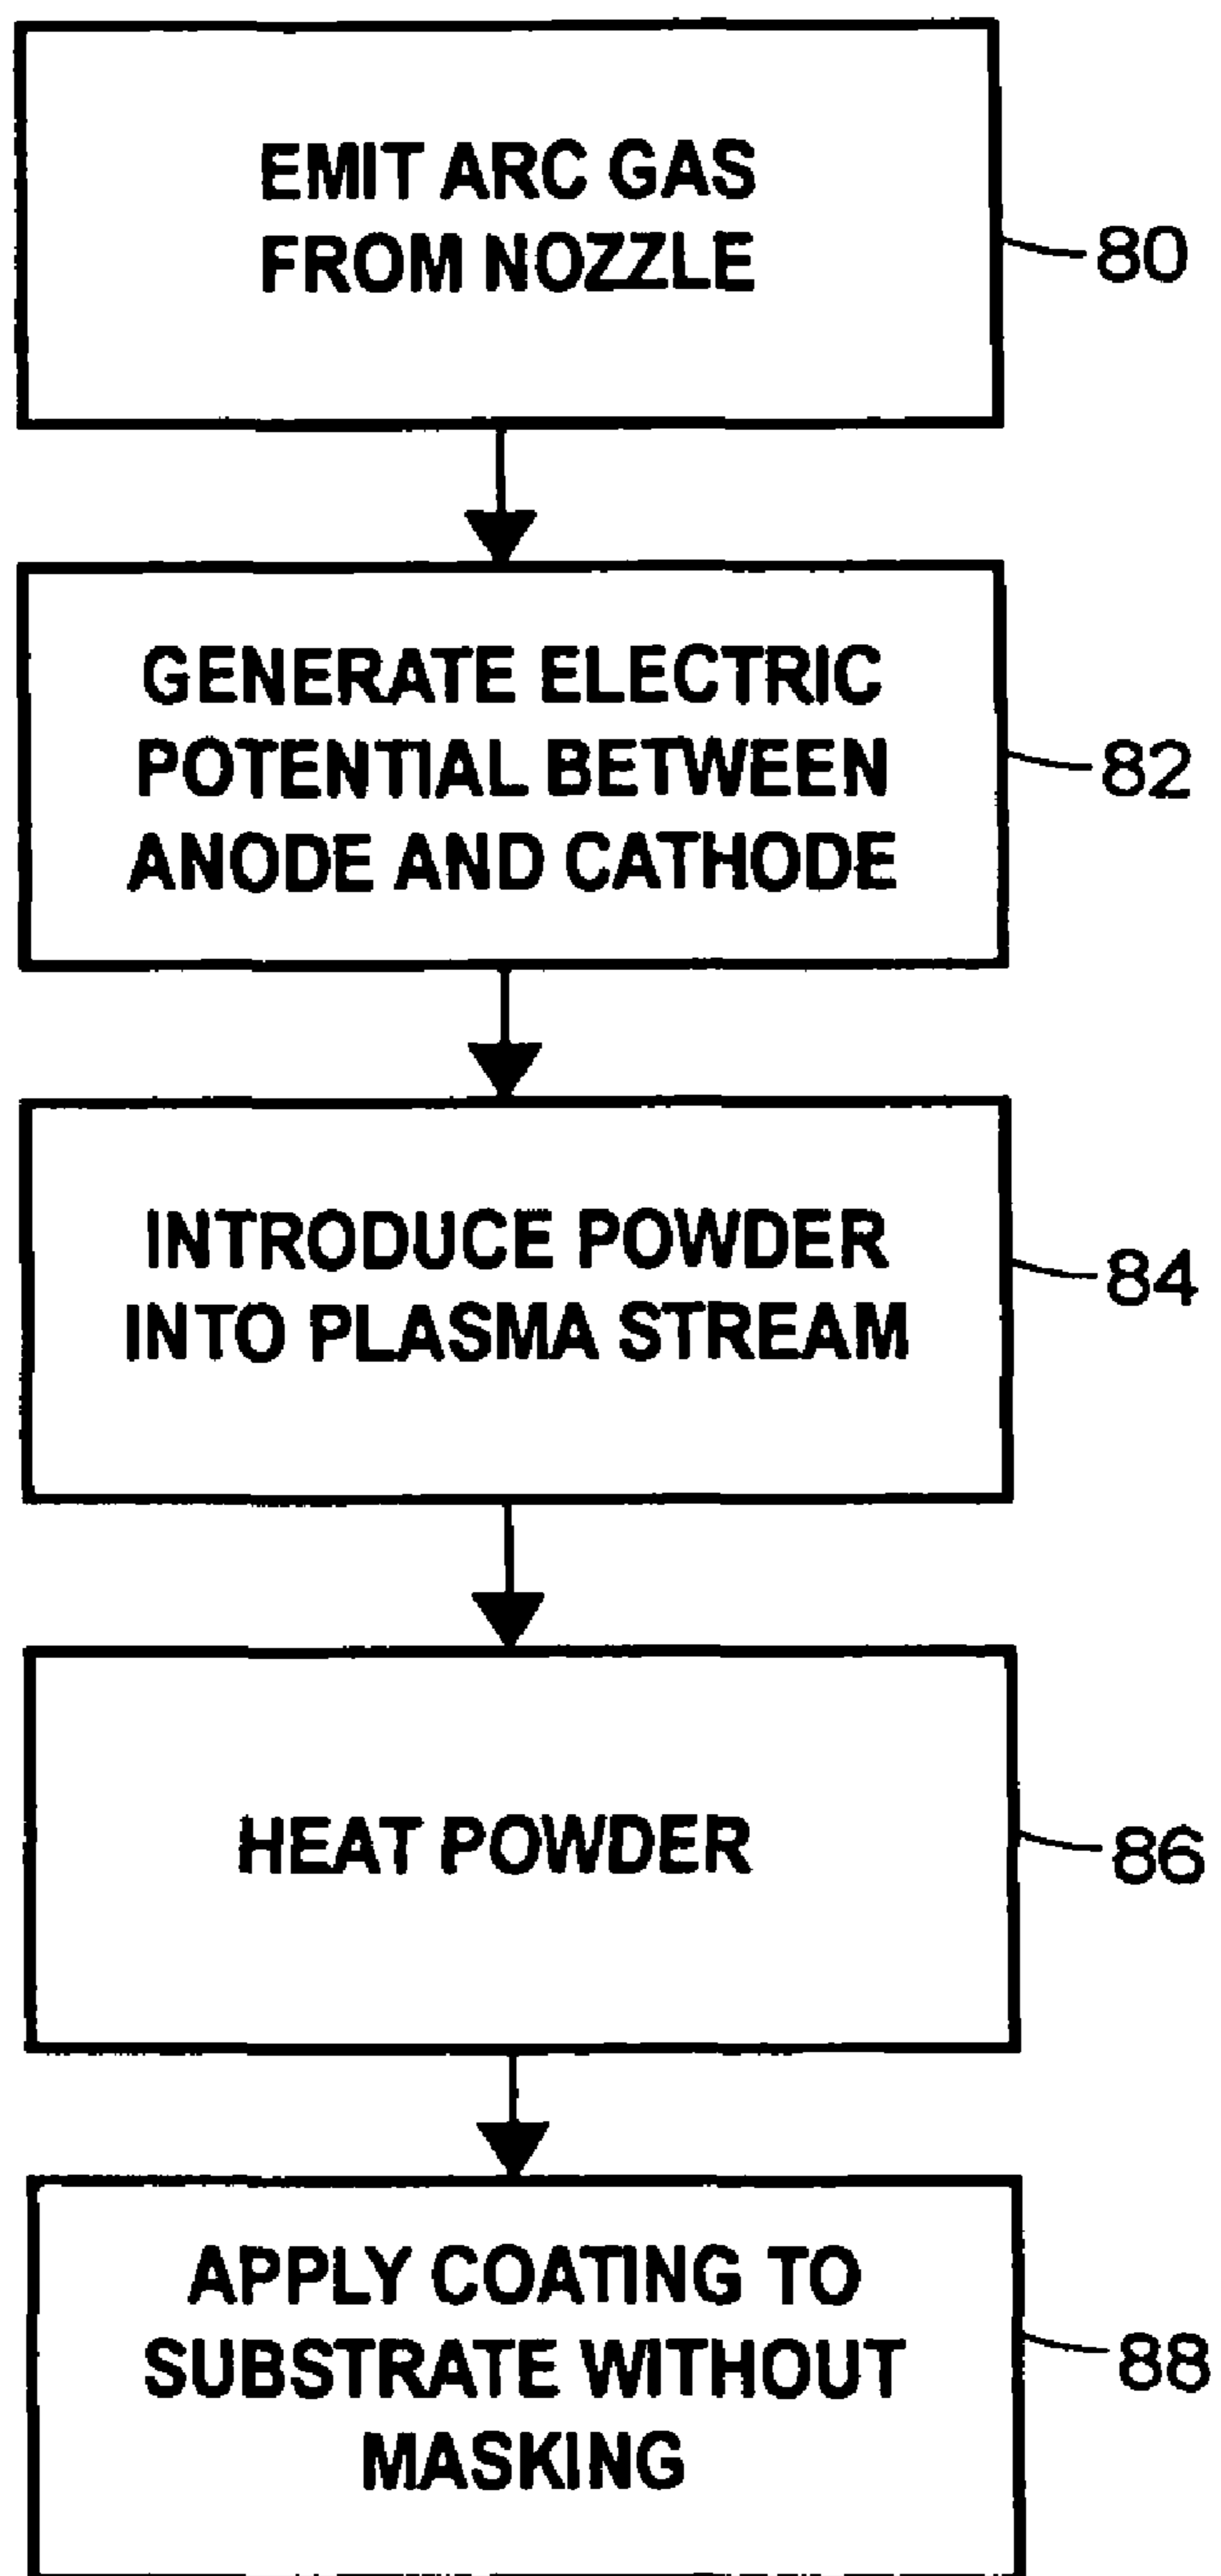 EMIT ARC GAS
FROM NOZZLE
80
GENERATE ELECTRIC
POTENTIAL BETWEEN
ANODE AND CATHODE
82
INTRODUCE POWDER
INTO PLASMA STREAM
84
HEAT POWDER
86
APPLY COATING TO
SUBSTRATE WITHOUT
MASKING
88